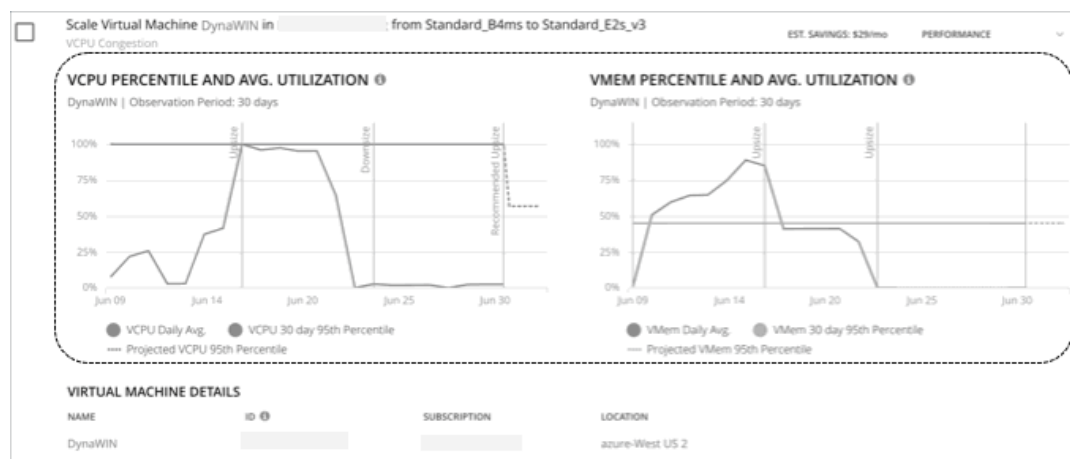 Scale Virtual Machine DynaWIN in ; from Standard_B4ms to Standard_E2s_v3
EST. SAVINGS: $29/mo PERFORMANCE
VCPU Congestion
VCPU PERCENTILE AND AVG. UTILIZATION
DynaWIN | Observation Period: 30 days
100%
75%
50%
25%
0%
Upsize
Downsize
Recommended Upsize
Jun 09 Jun 14 Jun 20 Jun 25 Jun 30
VCPU Daily Avg. VCPU 30 day 95th Percentile
Projected VCPU 95th Percentile
VMEM PERCENTILE AND AVG. UTILIZATION
DynaWIN | Observation Period: 30 days
100%
75%
50%
25%
0%
Upsize
Upsize
Jun 09 Jun 14 Jun 20 Jun 25 Jun 30
VMem Daily Avg. VMem 30 day 95th Percentile
Projected VMem 95th Percentile
VIRTUAL MACHINE DETAILS
NAME ID SUBSCRIPTION LOCATION
DynaWIN azure-West US 2